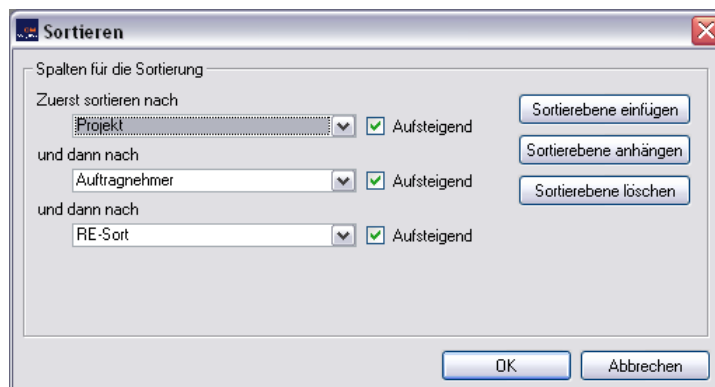 Sortieren
Spalten für die Sortierung
Zuerst sortieren nach
Projekt
Aufsteigend
und dann nach
Auftragnehmer
Aufsteigend
und dann nach
RE-Sort
Aufsteigend
Sortierebene einfügen
Sortierebene anhängen
Sortierebene löschen
OK
Abbrechen